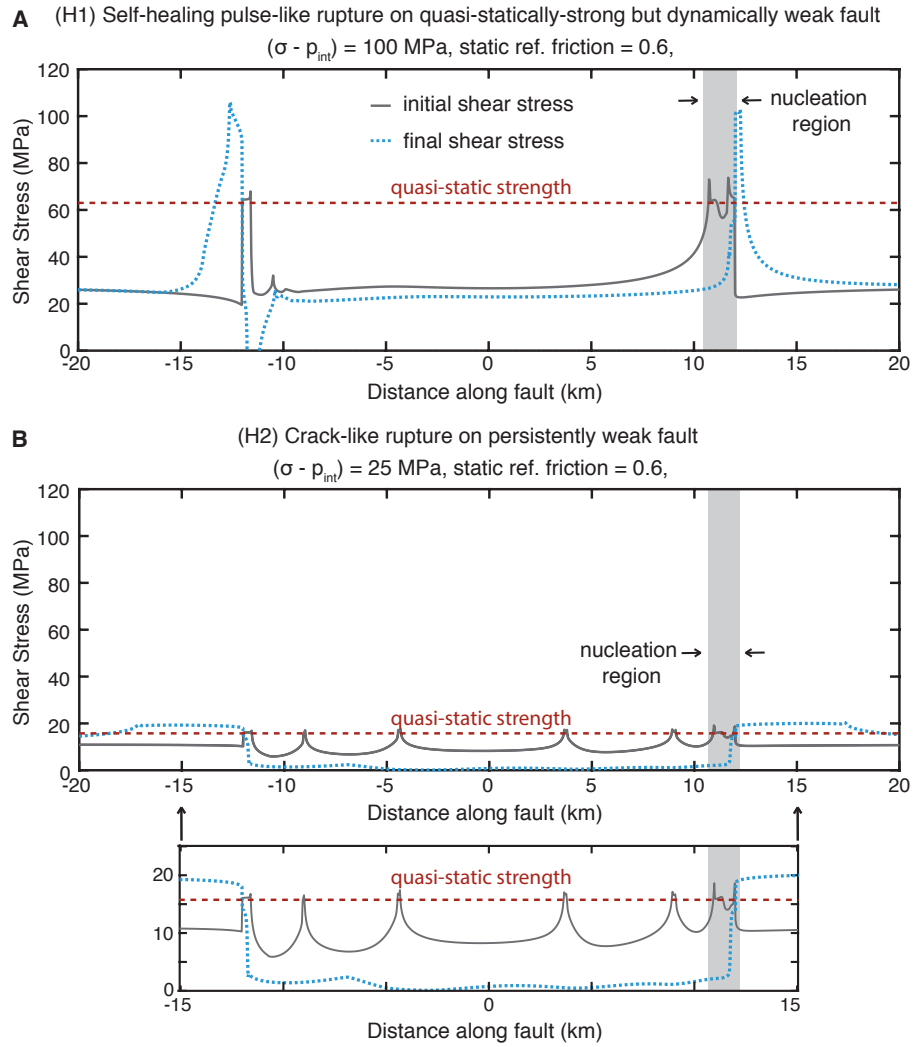 A (H1) Self-healing pulse-like rupture on quasi-statically-strong but dynamically weak fault
(σ - pint) = 100 MPa, static ref. friction = 0.6,
120
100
80
60
40
20
0
Shear Stress (MPa)
initial shear stress
final shear stress
nucleation
region
quasi-static strength
-20 -15 -10 -5 0 5 10 15 20
Distance along fault (km)
B (H2) Crack-like rupture on persistently weak fault
(σ - pint) = 25 MPa, static ref. friction = 0.6,
120
100
80
60
40
20
0
Shear Stress (MPa)
nucleation
region
quasi-static strength
-20 -15 -10 -5 0 5 10 15 20
Distance along fault (km)
20
10
0
quasi-static strength
-15 0 15
Distance along fault (km)